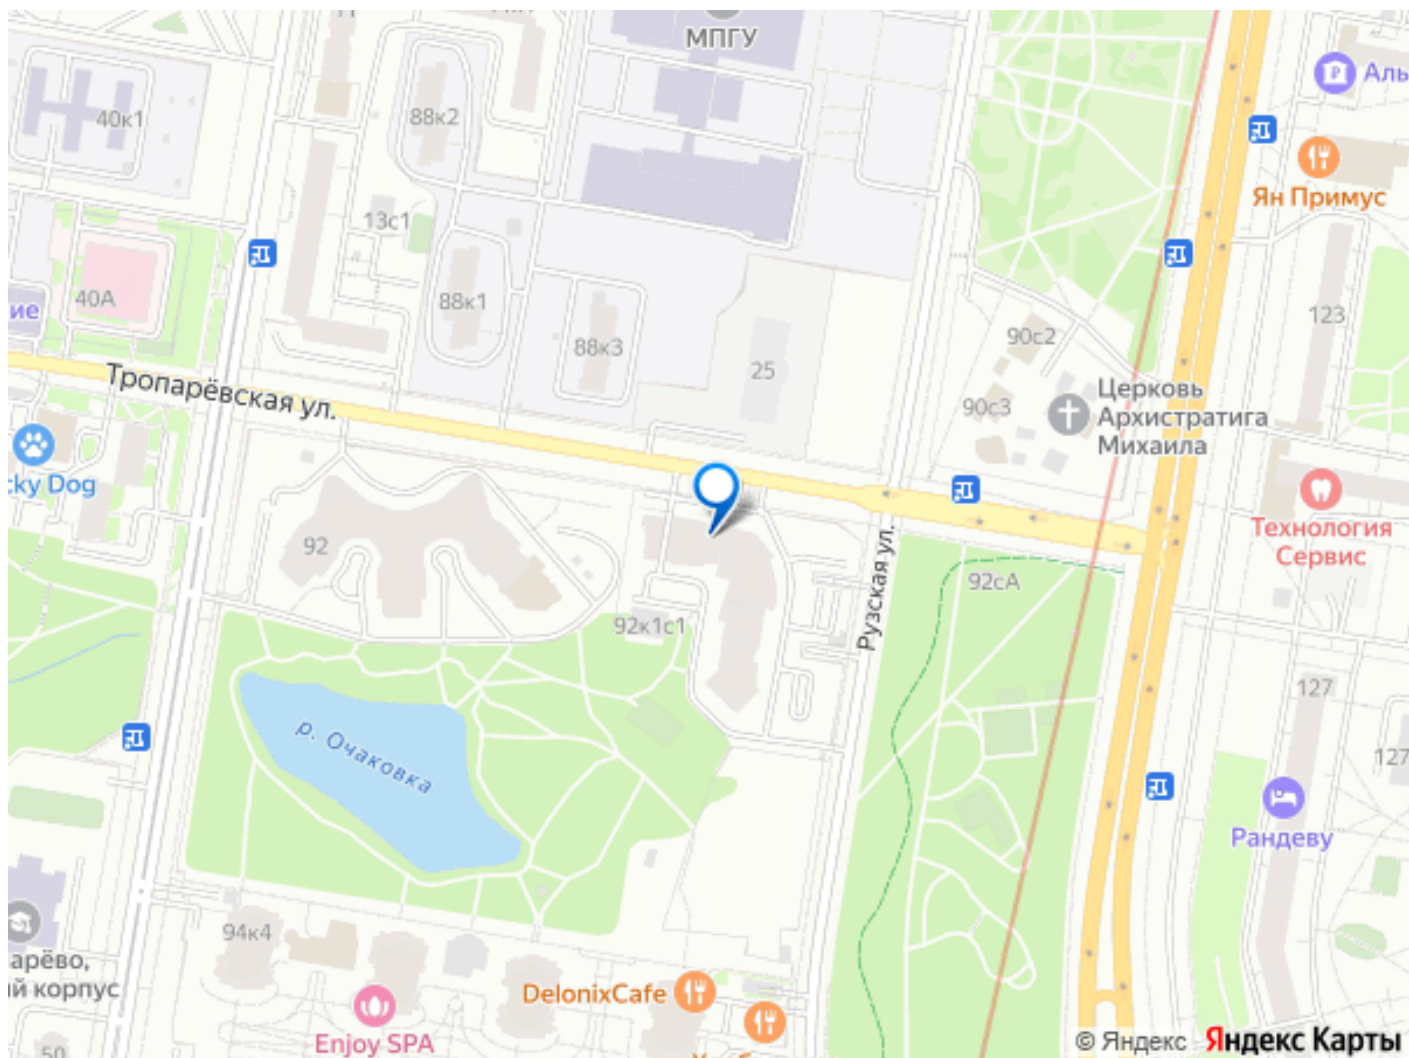 МПГУ
Аль
40к1
88к2
Ян Примус
13с1
40А
ие
88к1
88к3
25
90с2
123
Тропарёвская ул.
90с3
Церковь
Архистратига
Михаила
cky Dog
92
Технология
Сервис
Рузская ул.
92сА
92к1с1
127
р. Очаковка
127
Рандеву
94к4
арёво,
й корпус
DelonixCafe
Enjoy SPA
50
© Яндекс Яндекс Карты